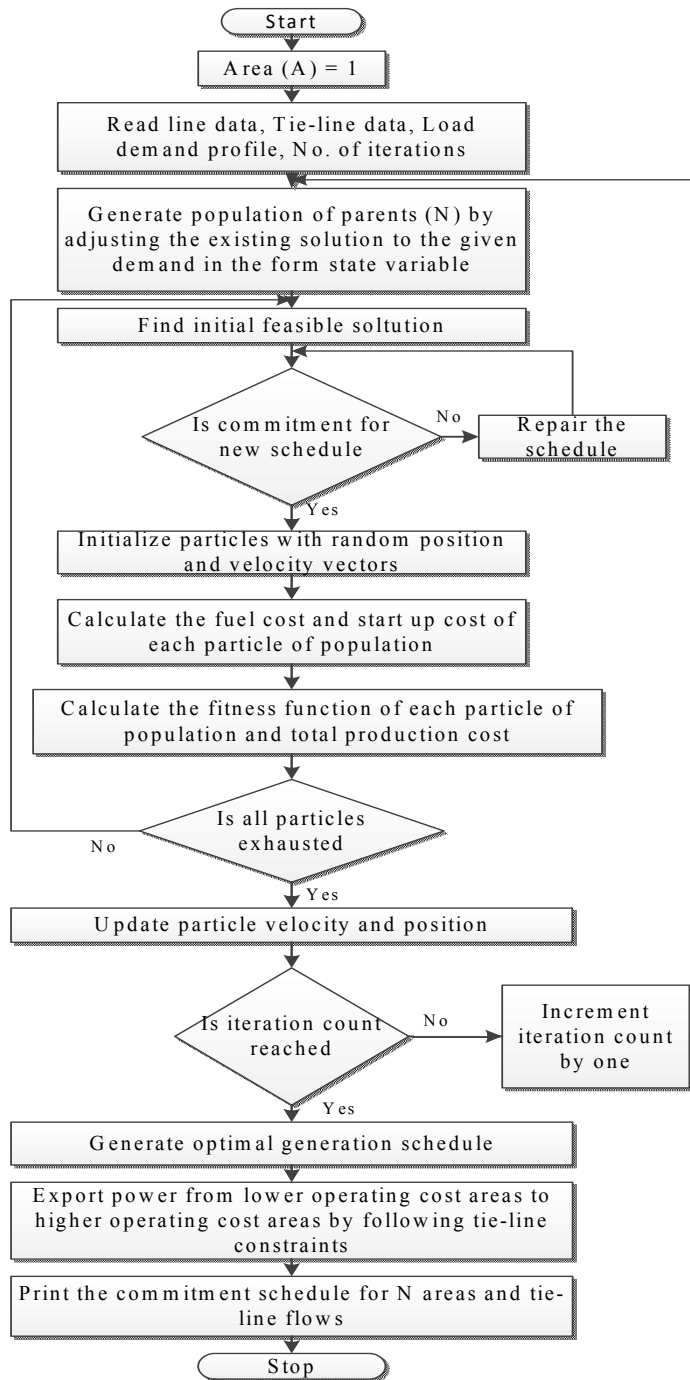 Start
Area (A) = 1
Read line data, Tie-line data, Load
demand profile, No. of iterations
Generate population of parents (N) by
adjusting the existing solution to the given
demand in the form state variable
Find initial feasible soltution
Is commitment for
new schedule
No
Repair the
schedule
Yes
Initialize particles with random position
and velocity vectors
Calculate the fuel cost and start up cost of
each particle of population
Calculate the fitness function of each particle of
population and total production cost
Is all particles
exhausted
No
Yes
Update particle velocity and position
Is iteration count
reached
No
Increment
iteration count
by one
Yes
Generate optimal generation schedule
Export power from lower operating cost areas to
higher operating cost areas by following tie-line
constraints
Print the commitment schedule for N areas and tie-
line flows
Stop